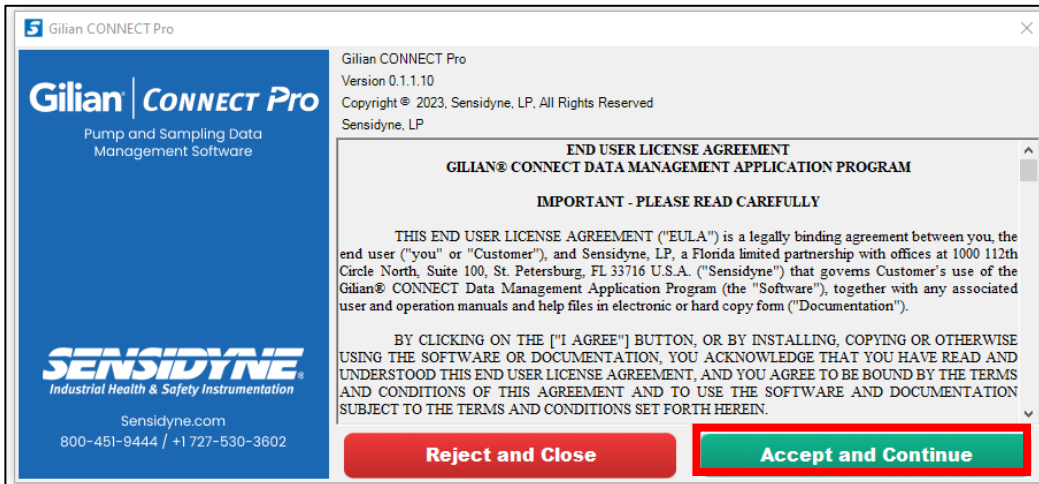 Gilian CONNECT Pro
Gilian® CONNECT Pro
Pump and Sampling Data
Management Software
SENSIDYNE®
Industrial Health & Safety Instrumentation
Sensidyne.com
800-451-9444 / +1 727-530-3602
Gilian CONNECT Pro
Version 0.1.1.10
Copyright © 2023, Sensidyne, LP, All Rights Reserved
Sensidyne, LP
END USER LICENSE AGREEMENT
GILIAN® CONNECT DATA MANAGEMENT APPLICATION PROGRAM
IMPORTANT - PLEASE READ CAREFULLY
THIS END USER LICENSE AGREEMENT ("EULA") is a legally binding agreement between you, the
end user ("you" or "Customer"), and Sensidyne, LP, a Florida limited partnership with offices at 1000 112th
Circle North, Suite 100, St. Petersburg, FL 33716 U.S.A. ("Sensidyne") that governs Customer's use of the
Gilian® CONNECT Data Management Application Program (the "Software"), together with any associated
user and operation manuals and help files in electronic or hard copy form ("Documentation").
BY CLICKING ON THE ["I AGREE"] BUTTON, OR BY INSTALLING, COPYING OR OTHERWISE
USING THE SOFTWARE OR DOCUMENTATION, YOU ACKNOWLEDGE THAT YOU HAVE READ AND
UNDERSTOOD THIS END USER LICENSE AGREEMENT, AND YOU AGREE TO BE BOUND BY THE TERMS
AND CONDITIONS OF THIS AGREEMENT AND TO USE THE SOFTWARE AND DOCUMENTATION
SUBJECT TO THE TERMS AND CONDITIONS SET FORTH HEREIN.
Reject and Close
Accept and Continue